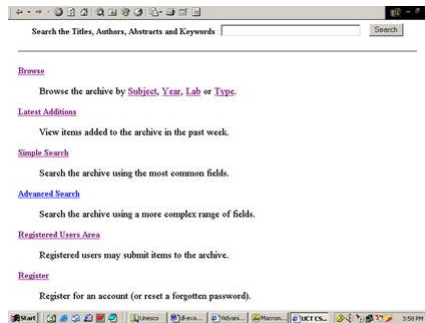 Search the Titles, Authors, Abstracts and Keywords Search
Browse
Browse the archive by Subject, Year, Lab or Type.
Latest Additions
View items added to the archive in the past week.
Simple Search
Search the archive using the most common fields.
Advanced Search
Search the archive using a more complex range of fields.
Registered Users Area
Registered users may submit items to the archive.
Register
Register for an account (or reset a forgotten password).
Start Unesco d-exa... Vidyani... Macrom... UCT CS... 3:58 PM